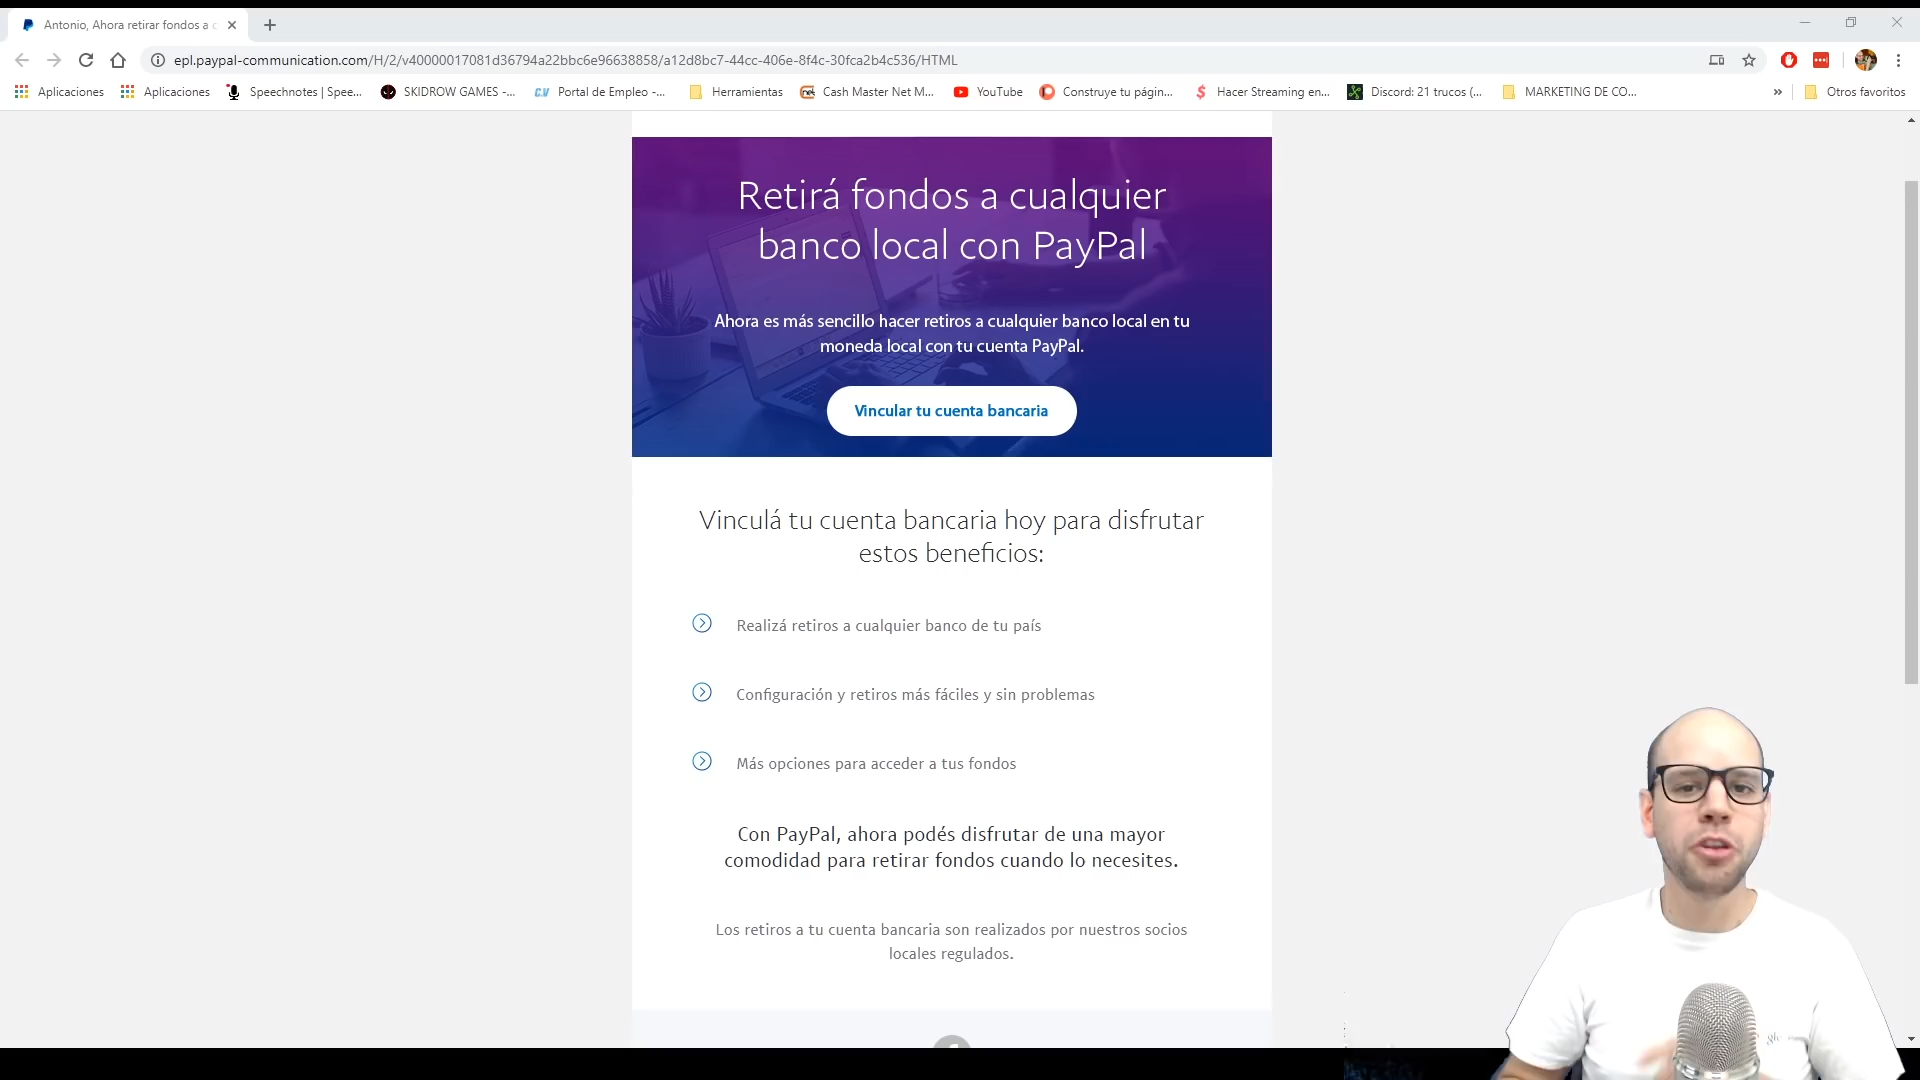 Antonio, Ahora retirar fondos a c
epl.paypal-communication.com/H/2/v40000017081d36794a22bbc6e96638858/a12d8bc7-44cc-406e-8f4c-30fca2b4c536/HTML
Aplicaciones Aplicaciones Speechnotes | Spee... SKIDROW GAMES -... Portal de Empleo -... Herramientas Cash Master Net M... YouTube Construye tu págin... Hacer Streaming en... Discord: 21 trucos (... MARKETING DE CO... » Otros favoritos
Retirá fondos a cualquier
banco local con PayPal
Ahora es más sencillo hacer retiros a cualquier banco local en tu
moneda local con tu cuenta PayPal.
Vincular tu cuenta bancaria
Vinculá tu cuenta bancaria hoy para disfrutar
estos beneficios:
Realizá retiros a cualquier banco de tu país
Configuración y retiros más fáciles y sin problemas
Más opciones para acceder a tus fondos
Con PayPal, ahora podés disfrutar de una mayor
comodidad para retirar fondos cuando lo necesites.
Los retiros a tu cuenta bancaria son realizados por nuestros socios
locales regulados.